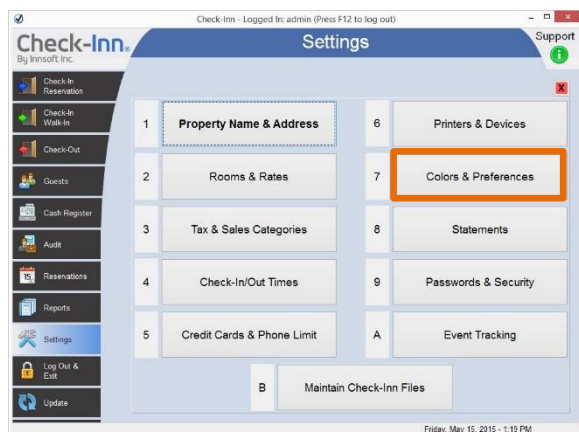 Check-Inn - Logged In: admin (Press F12 to log out)
Check-Inn®
By Innsoft Inc.
Settings
Support
Check-In
Reservation
Check-In
Walk-In
Check-Out
Guests
Cash Register
Audit
15
Reservations
Reports
Settings
Log Out &
Exit
Update
X
1 Property Name & Address
2 Rooms & Rates
3 Tax & Sales Categories
4 Check-In/Out Times
5 Credit Cards & Phone Limit
6 Printers & Devices
7 Colors & Preferences
8 Statements
9 Passwords & Security
A Event Tracking
B Maintain Check-Inn Files
Friday, May 15, 2015 - 1:19 PM